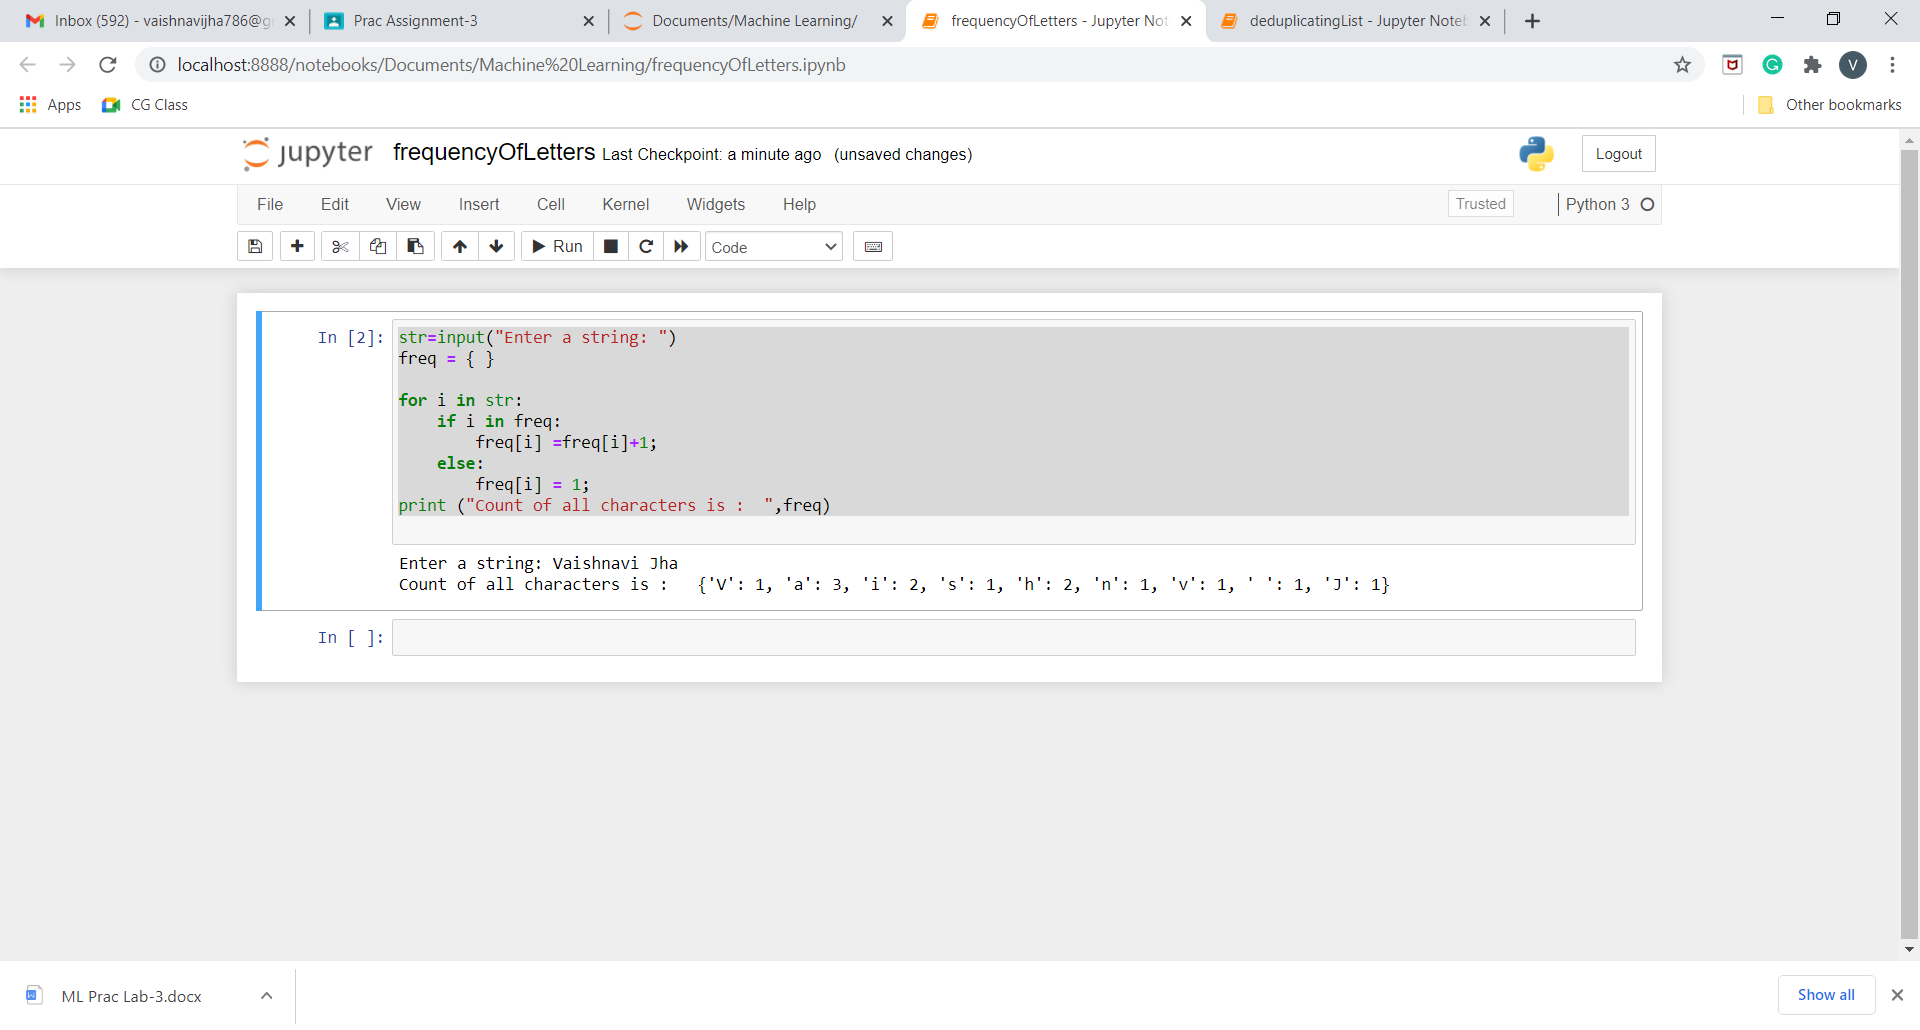 Inbox (592) - vaishnavijha786@g
Prac Assignment-3
Documents/Machine Learning/
frequencyOfLetters - Jupyter Not
deduplicatingList - Jupyter Noteb
localhost:8888/notebooks/Documents/Machine%20Learning/frequencyOfLetters.ipynb
V
Apps
CG Class
Other bookmarks
jupyter
frequencyOfLetters Last Checkpoint: a minute ago (unsaved changes)
Logout
File Edit View Insert Cell Kernel Widgets Help
Trusted
Python 3
Run
Code
In [2]:
str=input("Enter a string: ")
freq = { }
for i in str:
    if i in freq:
        freq[i] =freq[i]+1;
    else:
        freq[i] = 1;
print ("Count of all characters is :  ",freq)
Enter a string: Vaishnavi Jha
Count of all characters is :   {'V': 1, 'a': 3, 'i': 2, 's': 1, 'h': 2, 'n': 1, 'v': 1, ' ': 1, 'J': 1}
In [ ]:
ML Prac Lab-3.docx
Show all